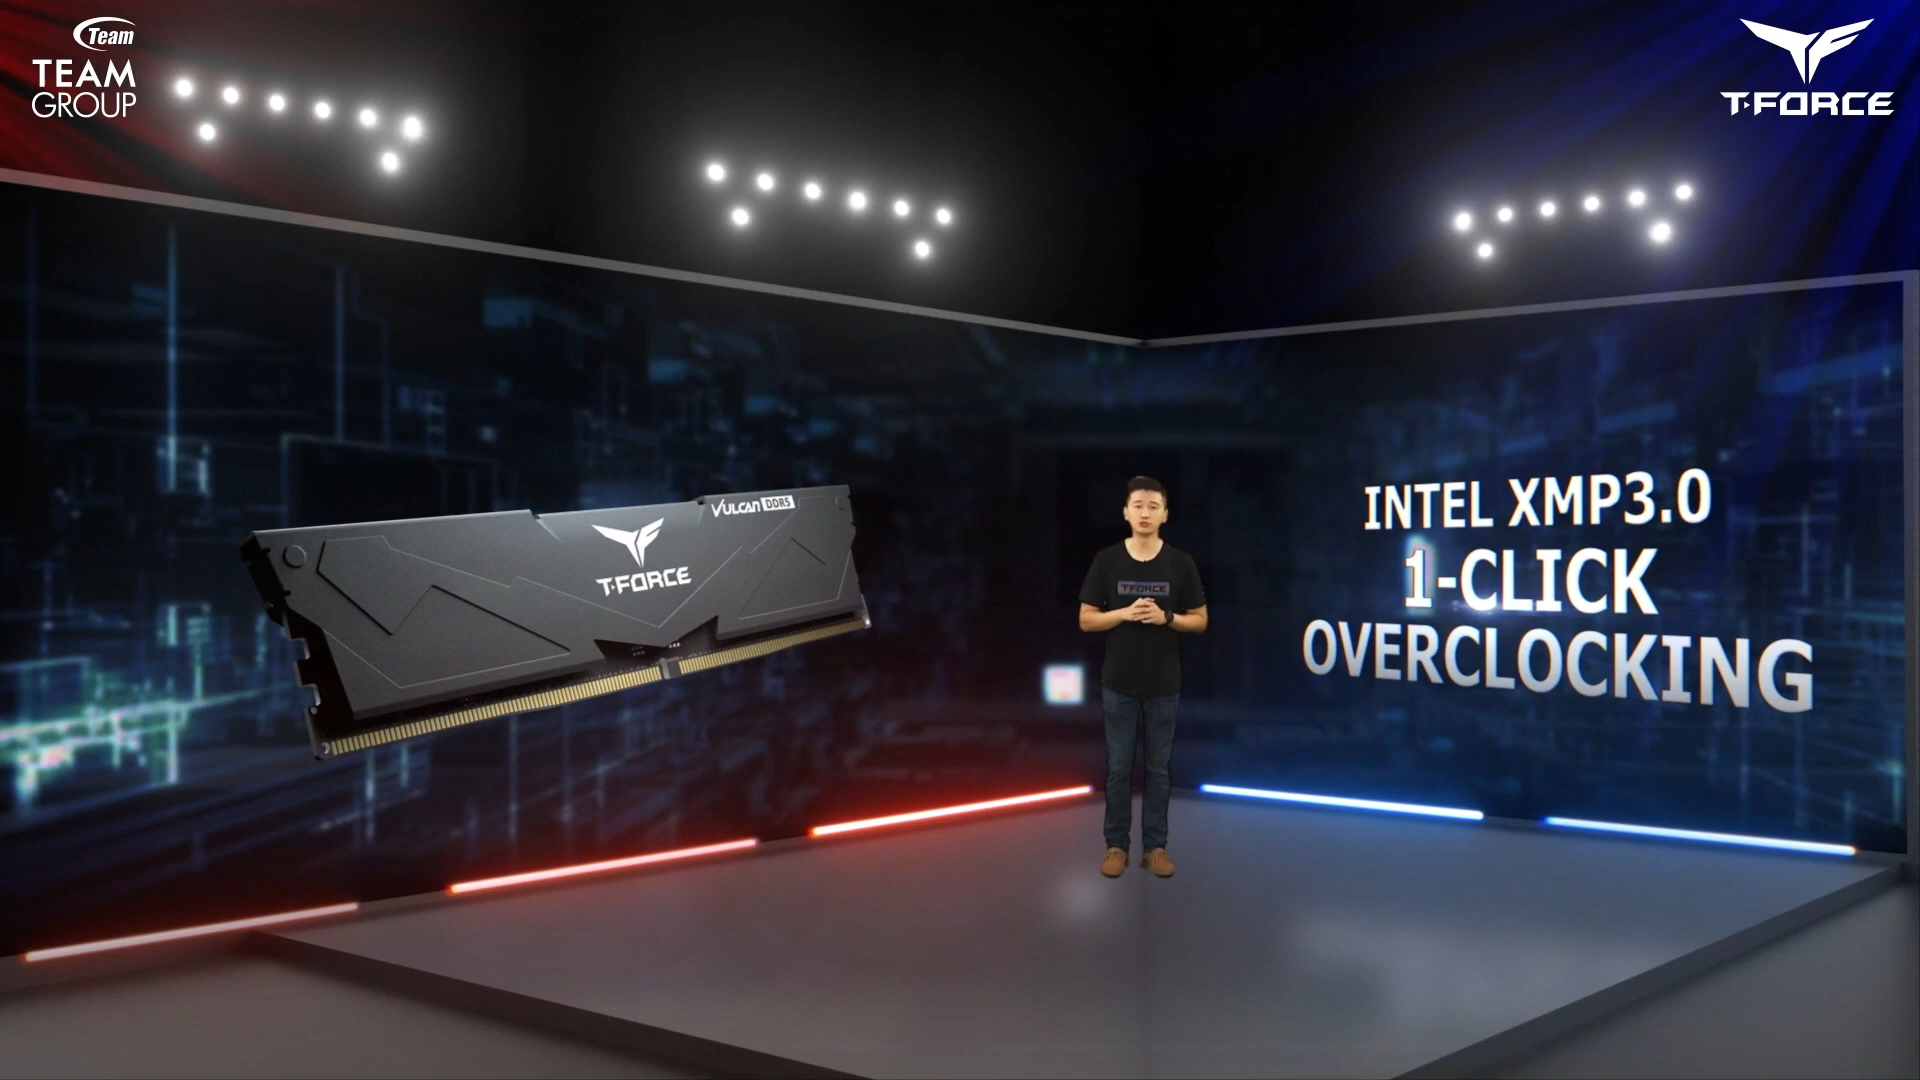 Team
TEAM
GROUP
T-FORCE
VULCAN DDR5
T-FORCE
T-FORCE
INTEL XMP3.0
1-CLICK
OVERCLOCKING